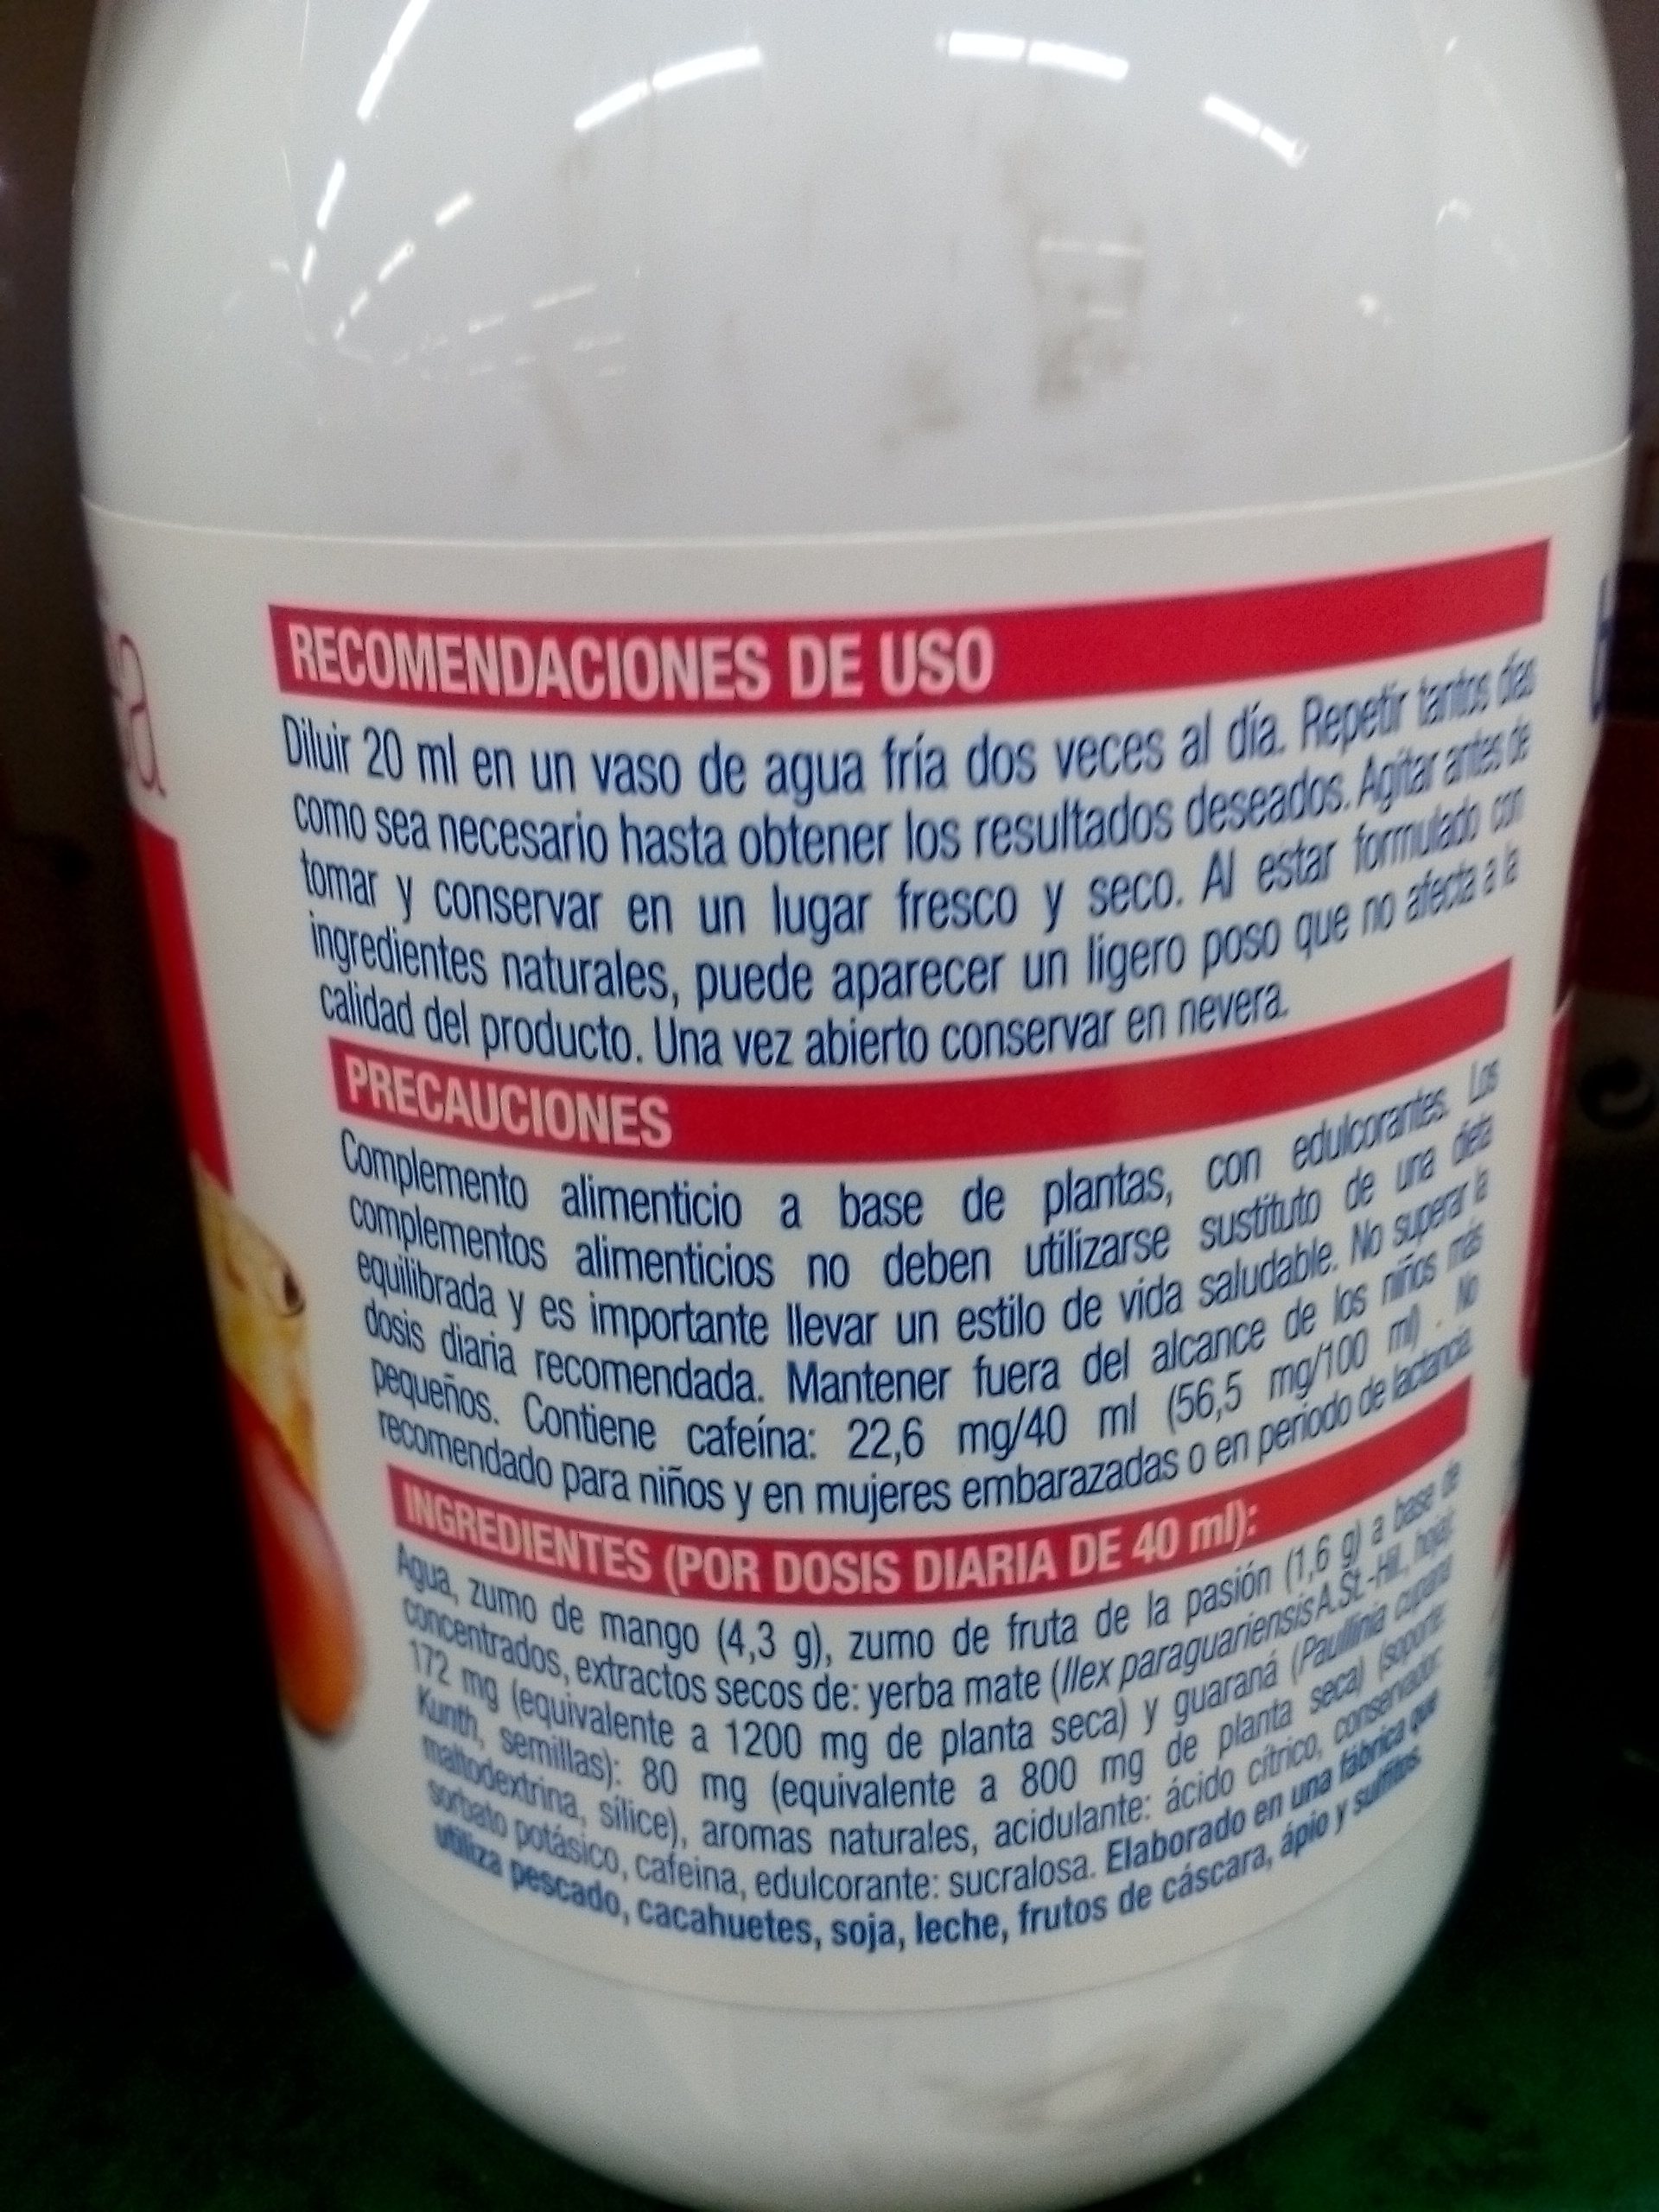 RECOMENDACIONES DE USO
Diluir 20 ml en un vaso de agua fría dos veces al día. Repetir tantos días
como sea necesario hasta obtener los resultados deseados. Agitar antes de
tomar y conservar en un lugar fresco y seco. Al estar formulado con
ingredientes naturales, puede aparecer un ligero poso que no afecta a la
calidad del producto. Una vez abierto conservar en nevera.
PRECAUCIONES
Complemento alimenticio a base de plantas, con edulcorantes. Los
complementos alimenticios no deben utilizarse sustituto de una dieta
equilibrada y es importante llevar un estilo de vida saludable. No superar la
dosis diaria recomendada. Mantener fuera del alcance de los niños más
pequeños. Contiene cafeína: 22,6 mg/40 ml (56,5 mg/100 ml) . No
recomendado para niños y en mujeres embarazadas o en período de lactancia.
INGREDIENTES (POR DOSIS DIARIA DE 40 ml):
Agua, zumo de mango (4,3 g), zumo de fruta de la pasión (1,6 g) a base de
concentrados, extractos secos de: yerba mate (Ilex paraguariensis A.St.-Hil., hoja):
172 mg (equivalente a 1200 mg de planta seca) y guaraná (Paullinia cupana
Kunth, semillas): 80 mg (equivalente a 800 mg de planta seca) (soporte:
maltodextrina, sílice), aromas naturales, acidulante: ácido cítrico, conservador:
sorbato potásico, cafeina, edulcorante: sucralosa. Elaborado en una fábrica que
utiliza pescado, cacahuetes, soja, leche, frutos de cáscara, ápio y sulfitos.